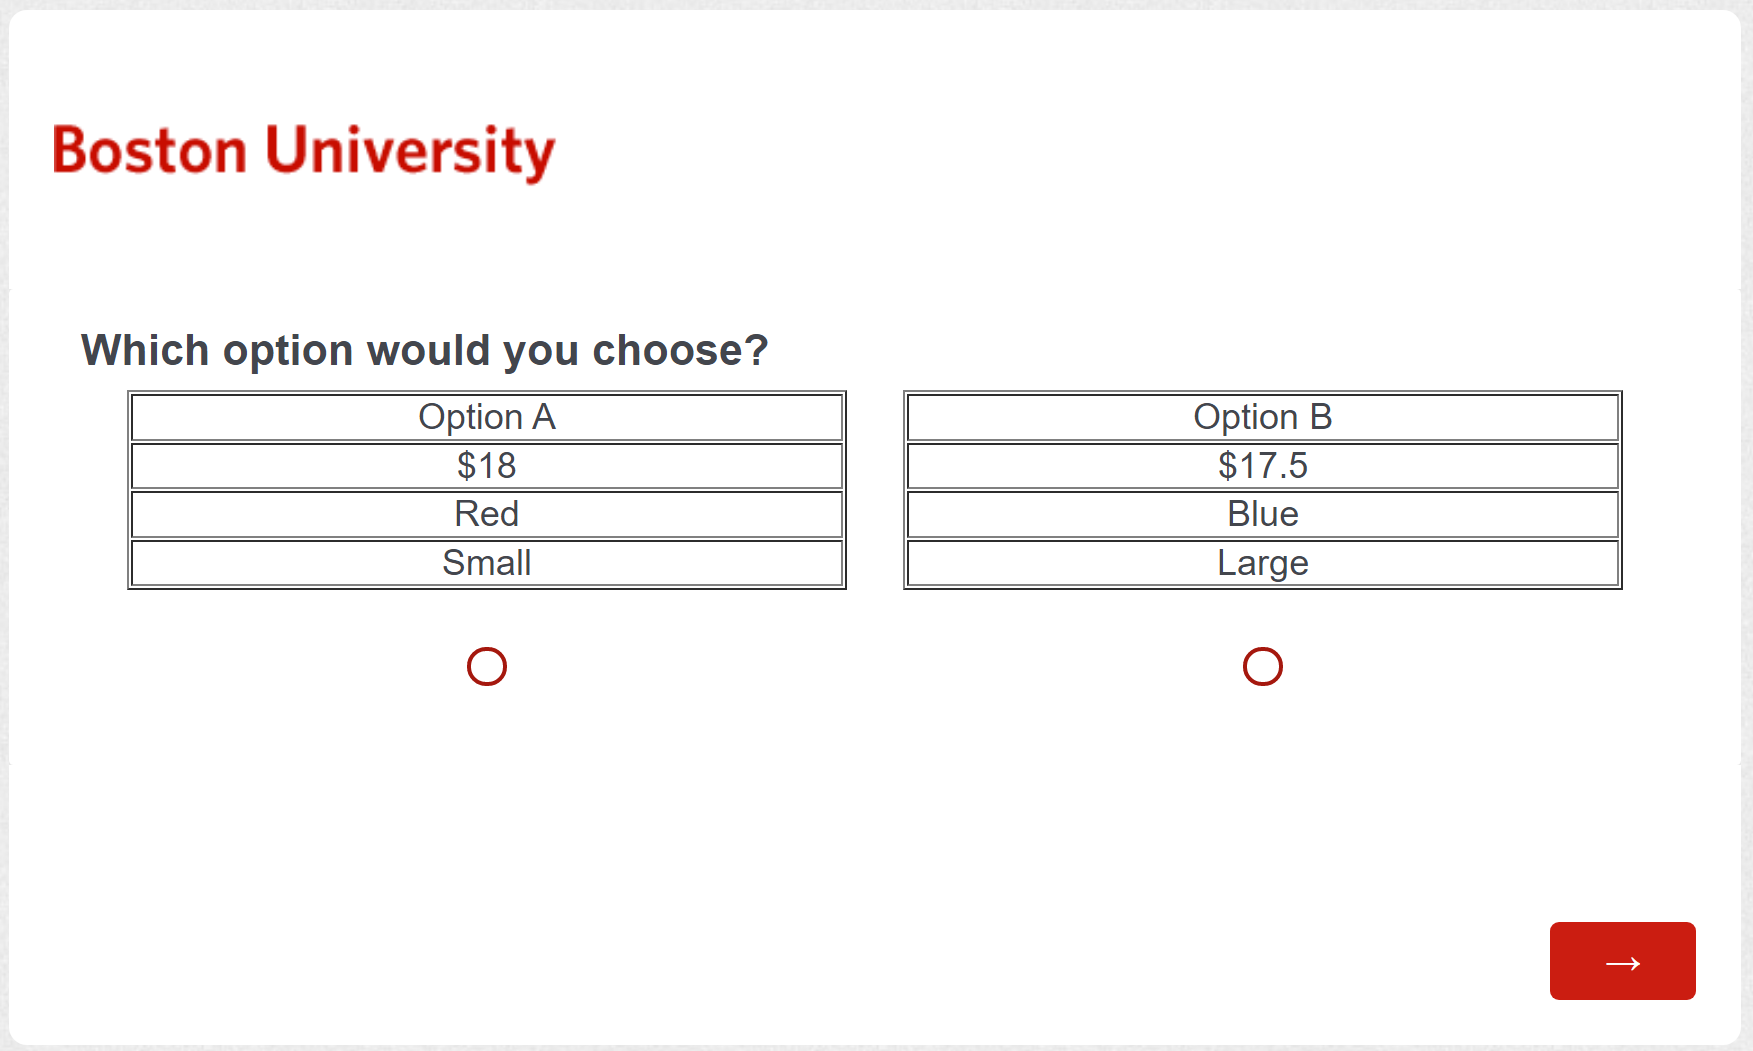 Boston University
Which option would you choose?
Option A
$18
Red
Small
Option B
$17.5
Blue
Large
→